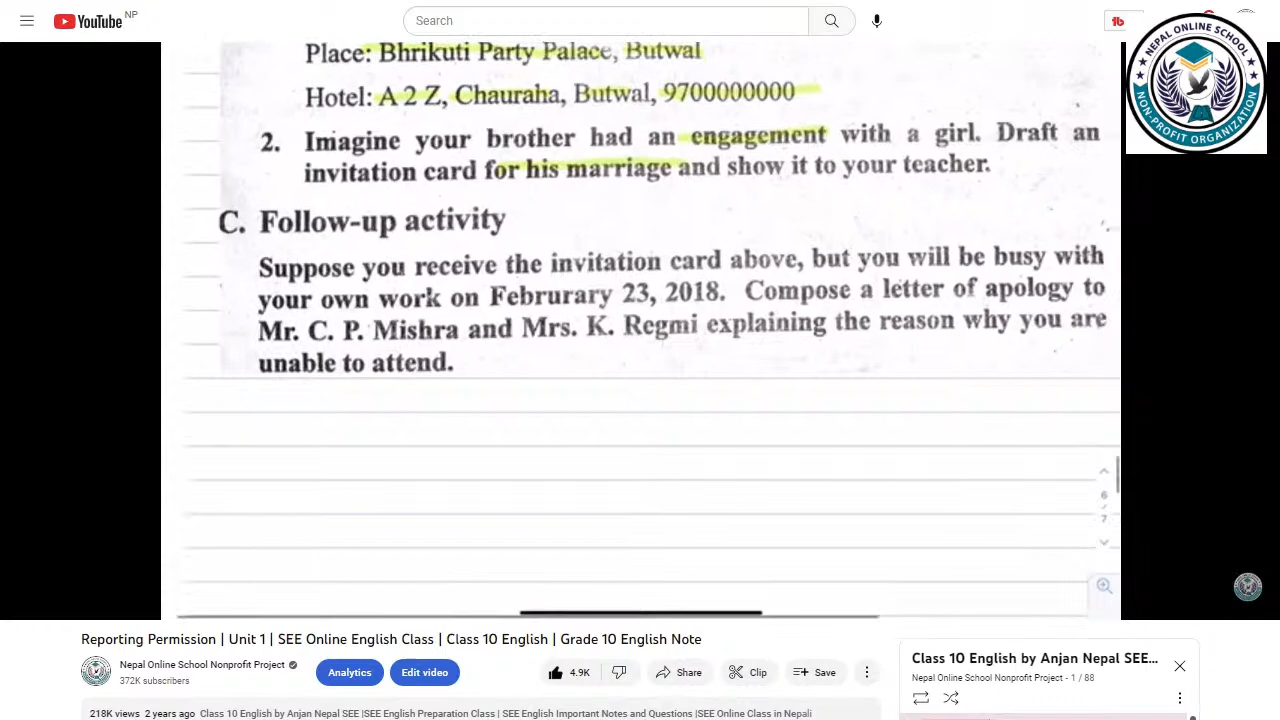 YouTube NP
Search
NEPAL ONLINE SCHOOL
NON-PROFIT ORGANIZATION
Place: Bhrikuti Party Palace, Butwal
Hotel: A 2 Z, Chauraha, Butwal, 9700000000
2. Imagine your brother had an engagement with a girl. Draft an
invitation card for his marriage and show it to your teacher.
C. Follow-up activity
Suppose you receive the invitation card above, but you will be busy with
your own work on Februrary 23, 2018. Compose a letter of apology to
Mr. C. P. Mishra and Mrs. K. Regmi explaining the reason why you are
unable to attend.
6
/
7
Reporting Permission | Unit 1 | SEE Online English Class | Class 10 English | Grade 10 English Note
Nepal Online School Nonprofit Project
372K subscribers
Analytics
Edit video
4.9K
Share
Clip
Save
218K views 2 years ago Class 10 English by Anjan Nepal SEE |SEE English Preparation Class | SEE English Important Notes and Questions |SEE Online Class in Nepali
Class 10 English by Anjan Nepal SEE...
Nepal Online School Nonprofit Project - 1 / 88